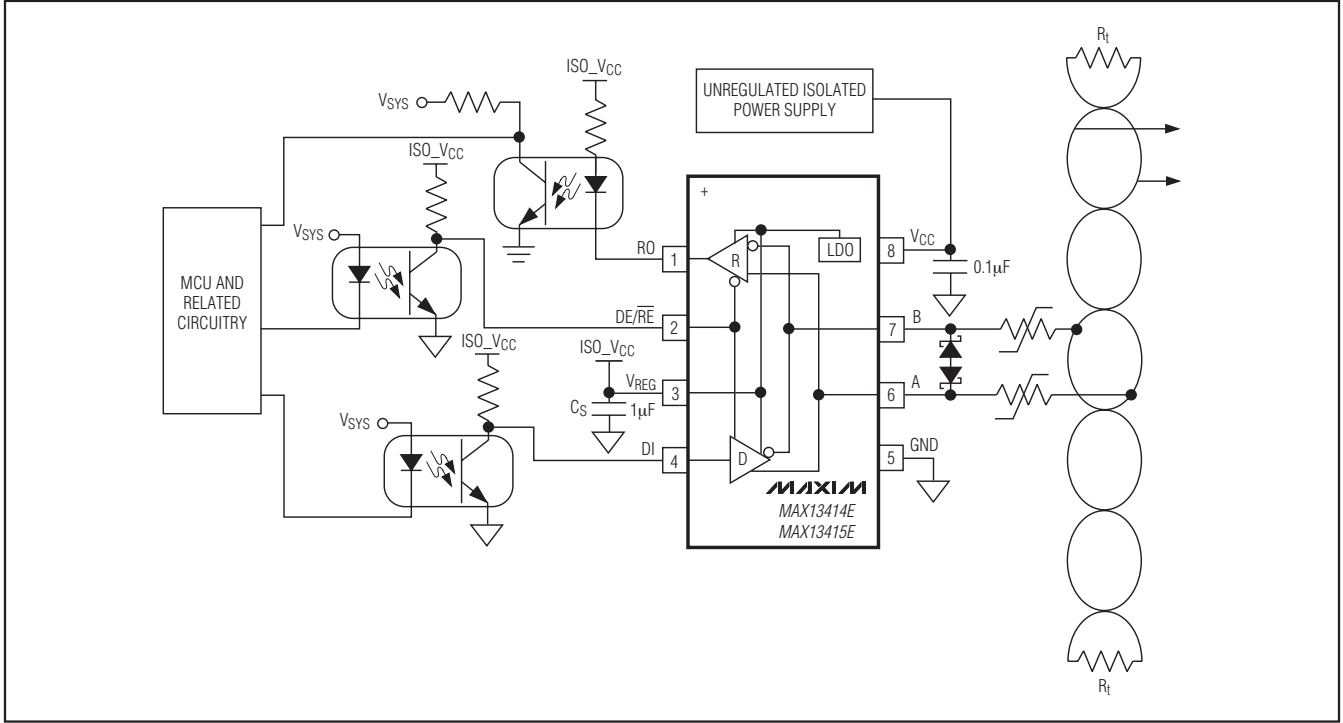 Rt
ISO_VCC
UNREGULATED ISOLATED
POWER SUPPLY
VSYS
ISO_VCC
+
VSYS
RO
1
R
LDO
8
VCC
0.1µF
MCU AND
RELATED
CIRCUITRY
DE/RE
2
7
B
ISO_VCC
ISO_VCC
VREG
3
6
A
CS
1µF
VSYS
DI
4
D
5
GND
MAXIM
MAX13414E
MAX13415E
Rt